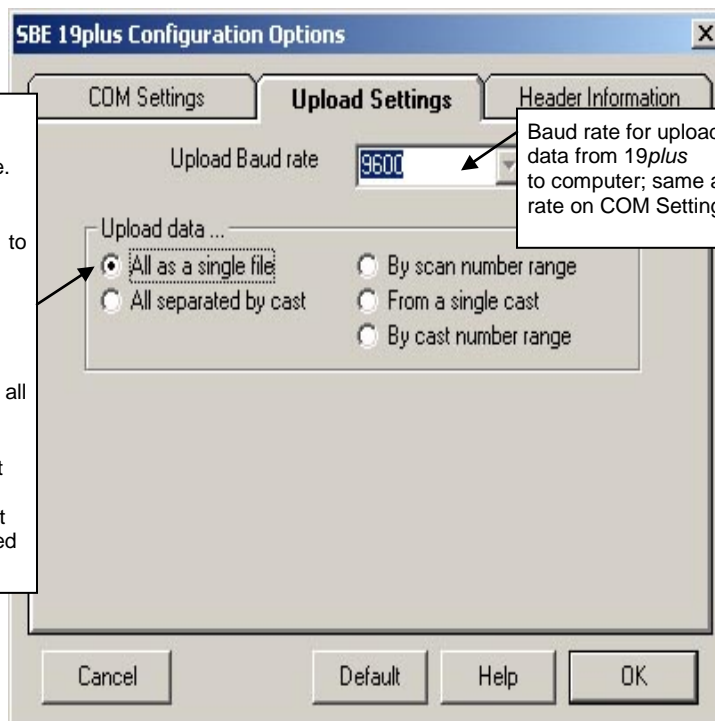 SBE 19plus Configuration Options
COM Settings
Upload Settings
Header Information
Upload Baud rate
9600
Baud rate for upload
data from 19plus
to computer; same a
rate on COM Setting
e.
to
all
t
t
ed
Upload data ...
All as a single file
All separated by cast
By scan number range
From a single cast
By cast number range
Cancel
Default
Help
OK